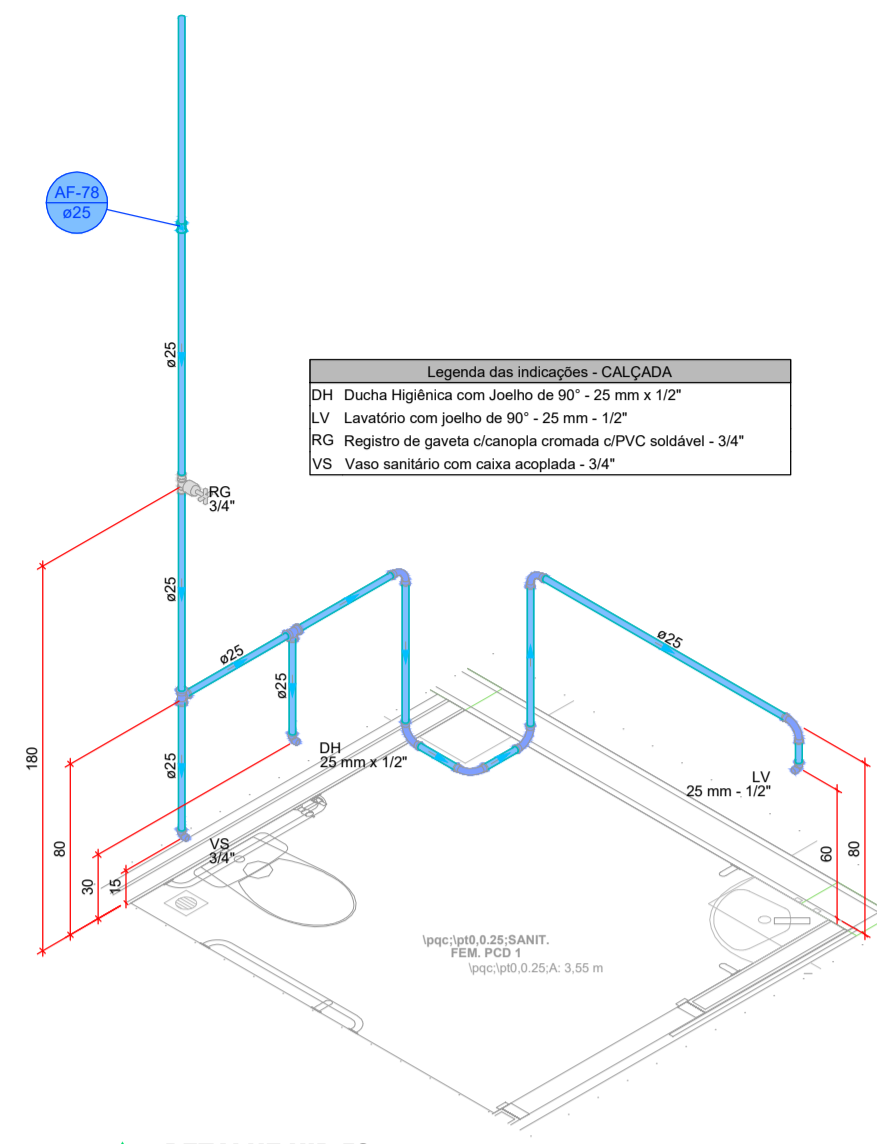 AF-78
ø25
ø25
Legenda das indicações - CALÇADA
DH Ducha Higiênica com Joelho de 90° - 25 mm x 1/2"
LV Lavatório com joelho de 90° - 25 mm - 1/2"
RG Registro de gaveta c/canopla cromada c/PVC soldável - 3/4"
VS Vaso sanitário com caixa acoplada - 3/4"
RG
3/4"
ø25
ø25
ø25
ø25
ø25
DH
25 mm x 1/2"
LV
25 mm - 1/2"
VS
3/4"
180
80
30
15
60
80
\pqc;\pt0,0.25;SANIT.
FEM. PCD 1
\pqc;\pt0,0.25;A: 3,55 m